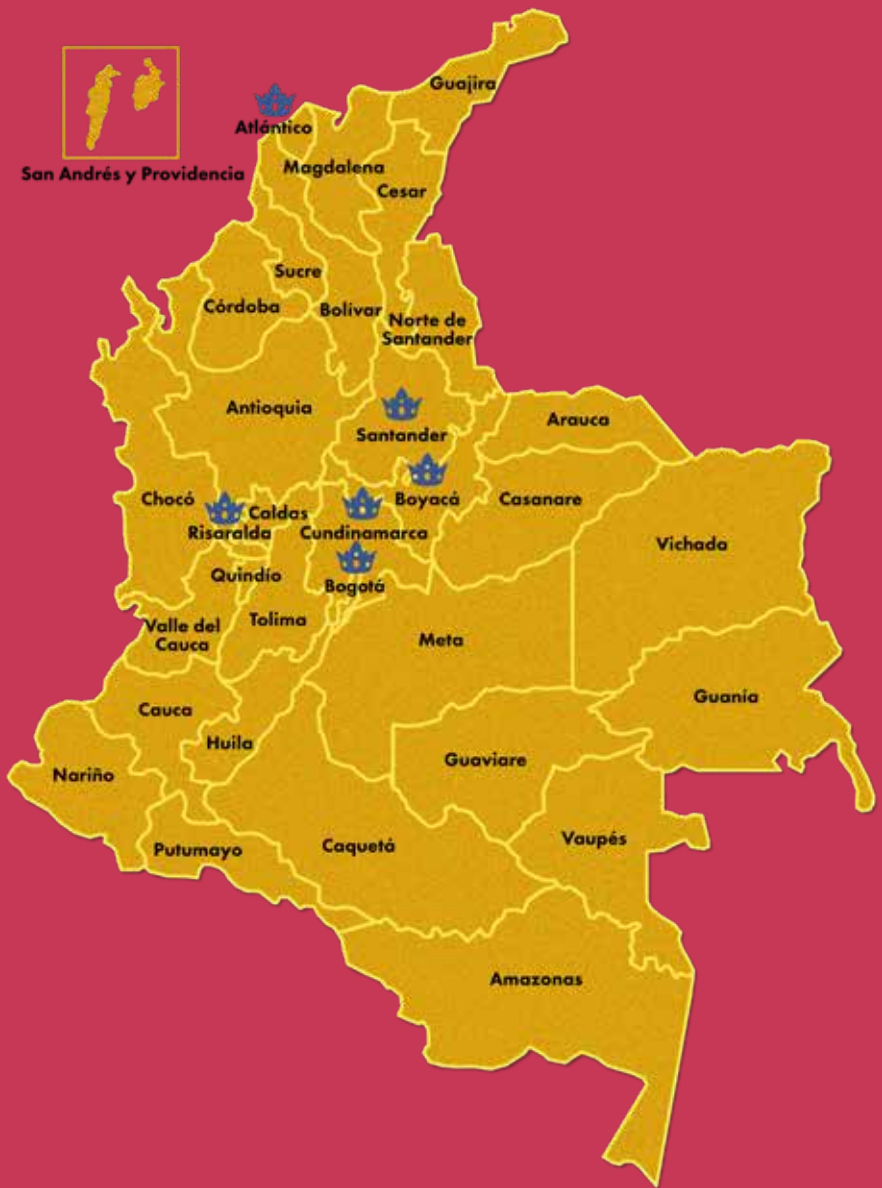 Guajira
Atlántico
Magdalena
San Andrés y Providencia
Cesar
Sucre
Córdoba
Bolívar
Norte de
Santander
Antioquia
Arauca
Santander
Chocó
Boyacá
Casanare
Caldas
Risaralda
Cundinamarca
Vichada
Quindío
Bogotá
Tolima
Valle del
Cauca
Meta
Guanía
Cauca
Huila
Guaviare
Nariño
Vaupés
Caquetá
Putumayo
Amazonas